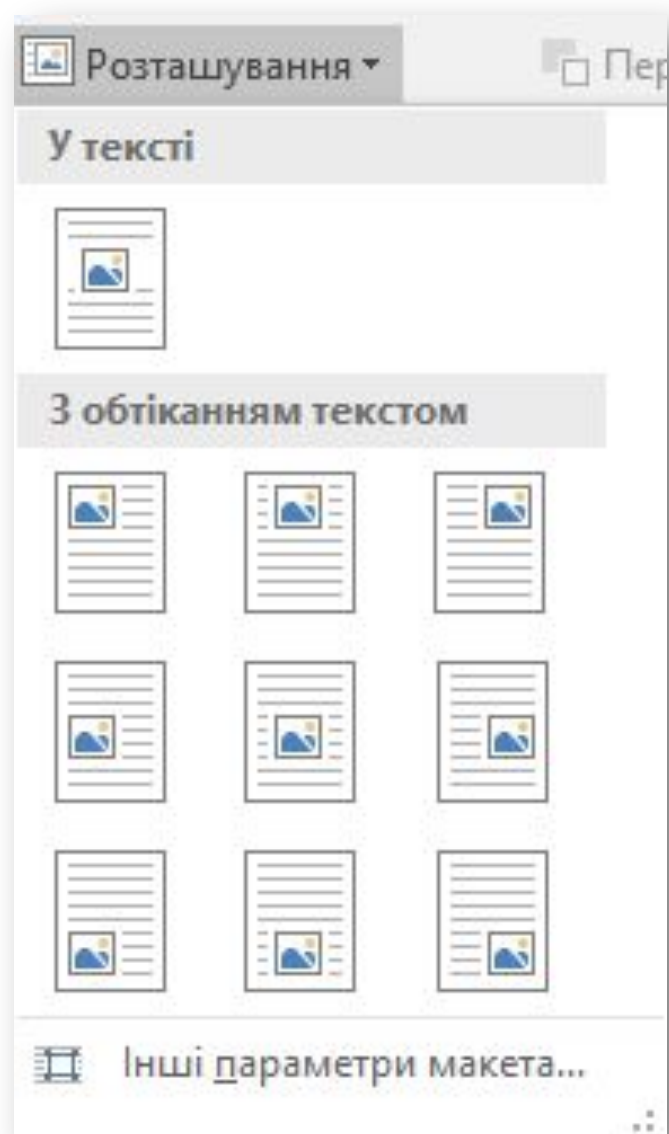 Розташування
Пер
У тексті
З обтіканням текстом
Інші параметри макета...